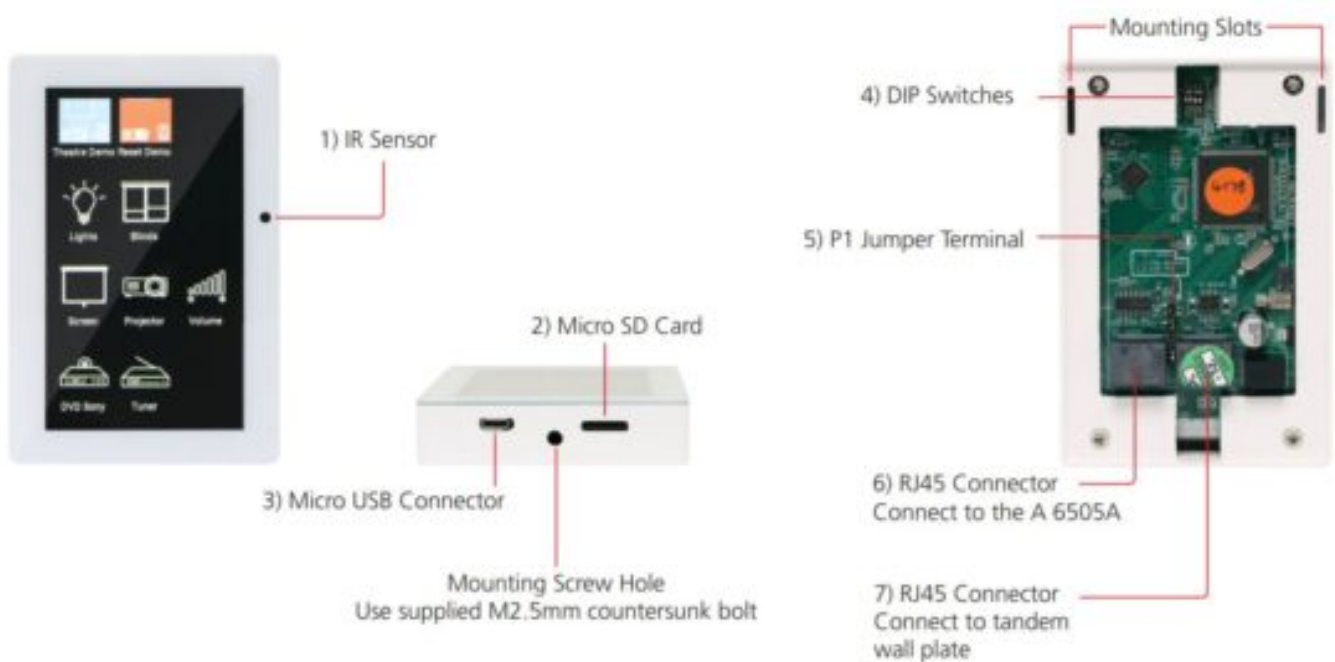 Mounting Slots
4) DIP Switches
1) IR Sensor
Theatre Demo Reset Demo
Lights Blinds
5) P1 Jumper Terminal
Screen Projector Volume
2) Micro SD Card
DVD Sony Tuner
3) Micro USB Connector
6) RJ45 Connector
Connect to the A 6505A
Mounting Screw Hole
Use supplied M2.5mm countersunk bolt
7) RJ45 Connector
Connect to tandem
wall plate